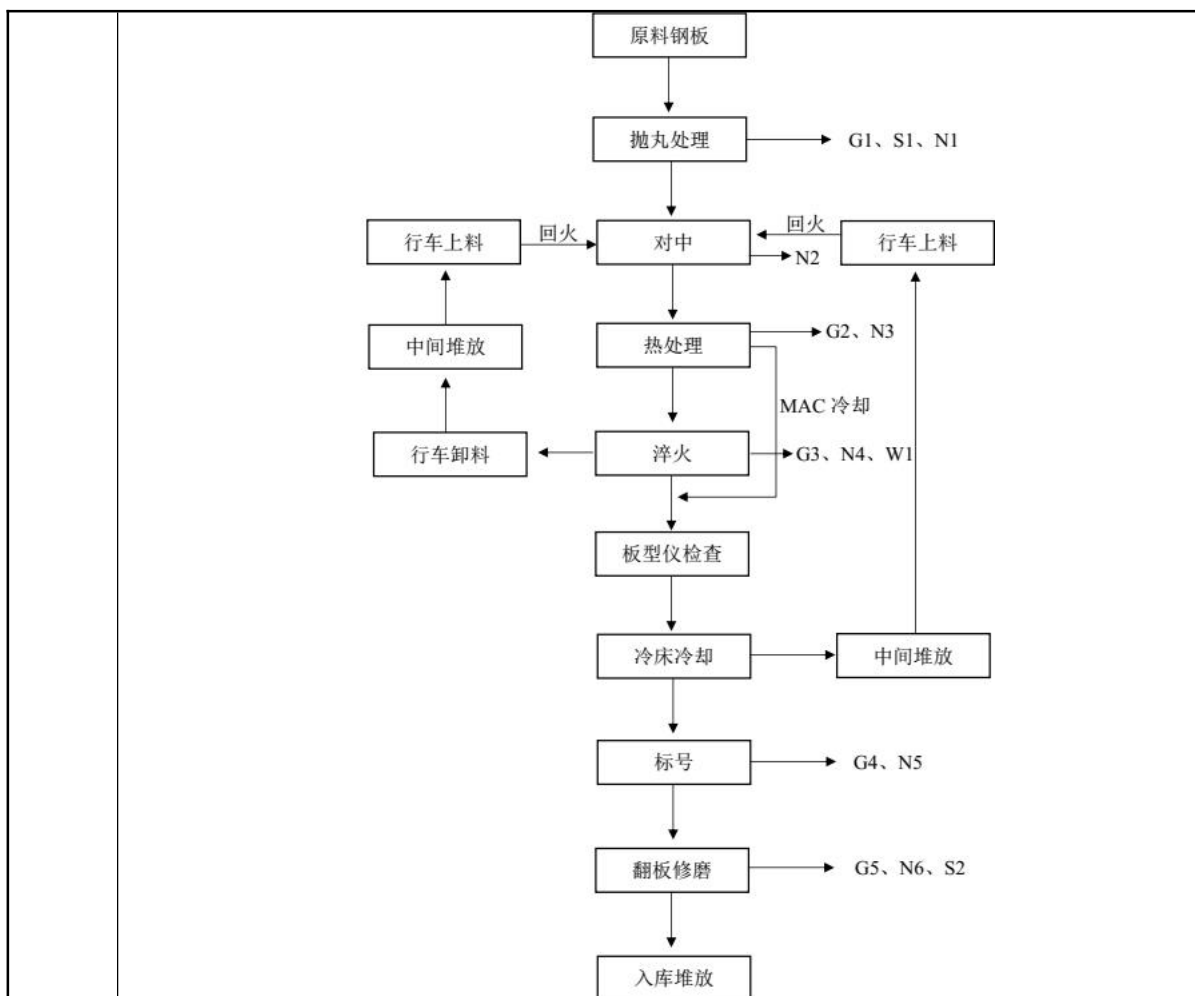 原料钢板
抛丸处理
G1、S1、N1
行车上料
回火
对中
回火
行车上料
N2
中间堆放
热处理
G2、N3
MAC 冷却
行车卸料
淬火
G3、N4、W1
板型仪检查
冷床冷却
中间堆放
标号
G4、N5
翻板修磨
G5、N6、S2
入库堆放